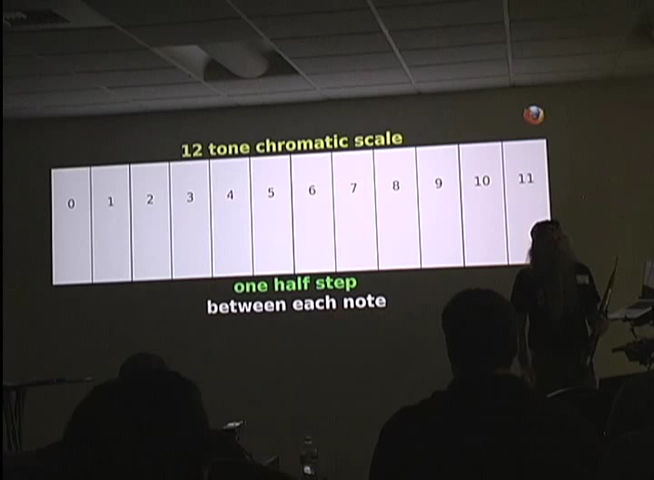 12 tone chromatic scale
0 1 2 3 4 5 6 7 8 9 10 11
one half step
between each note